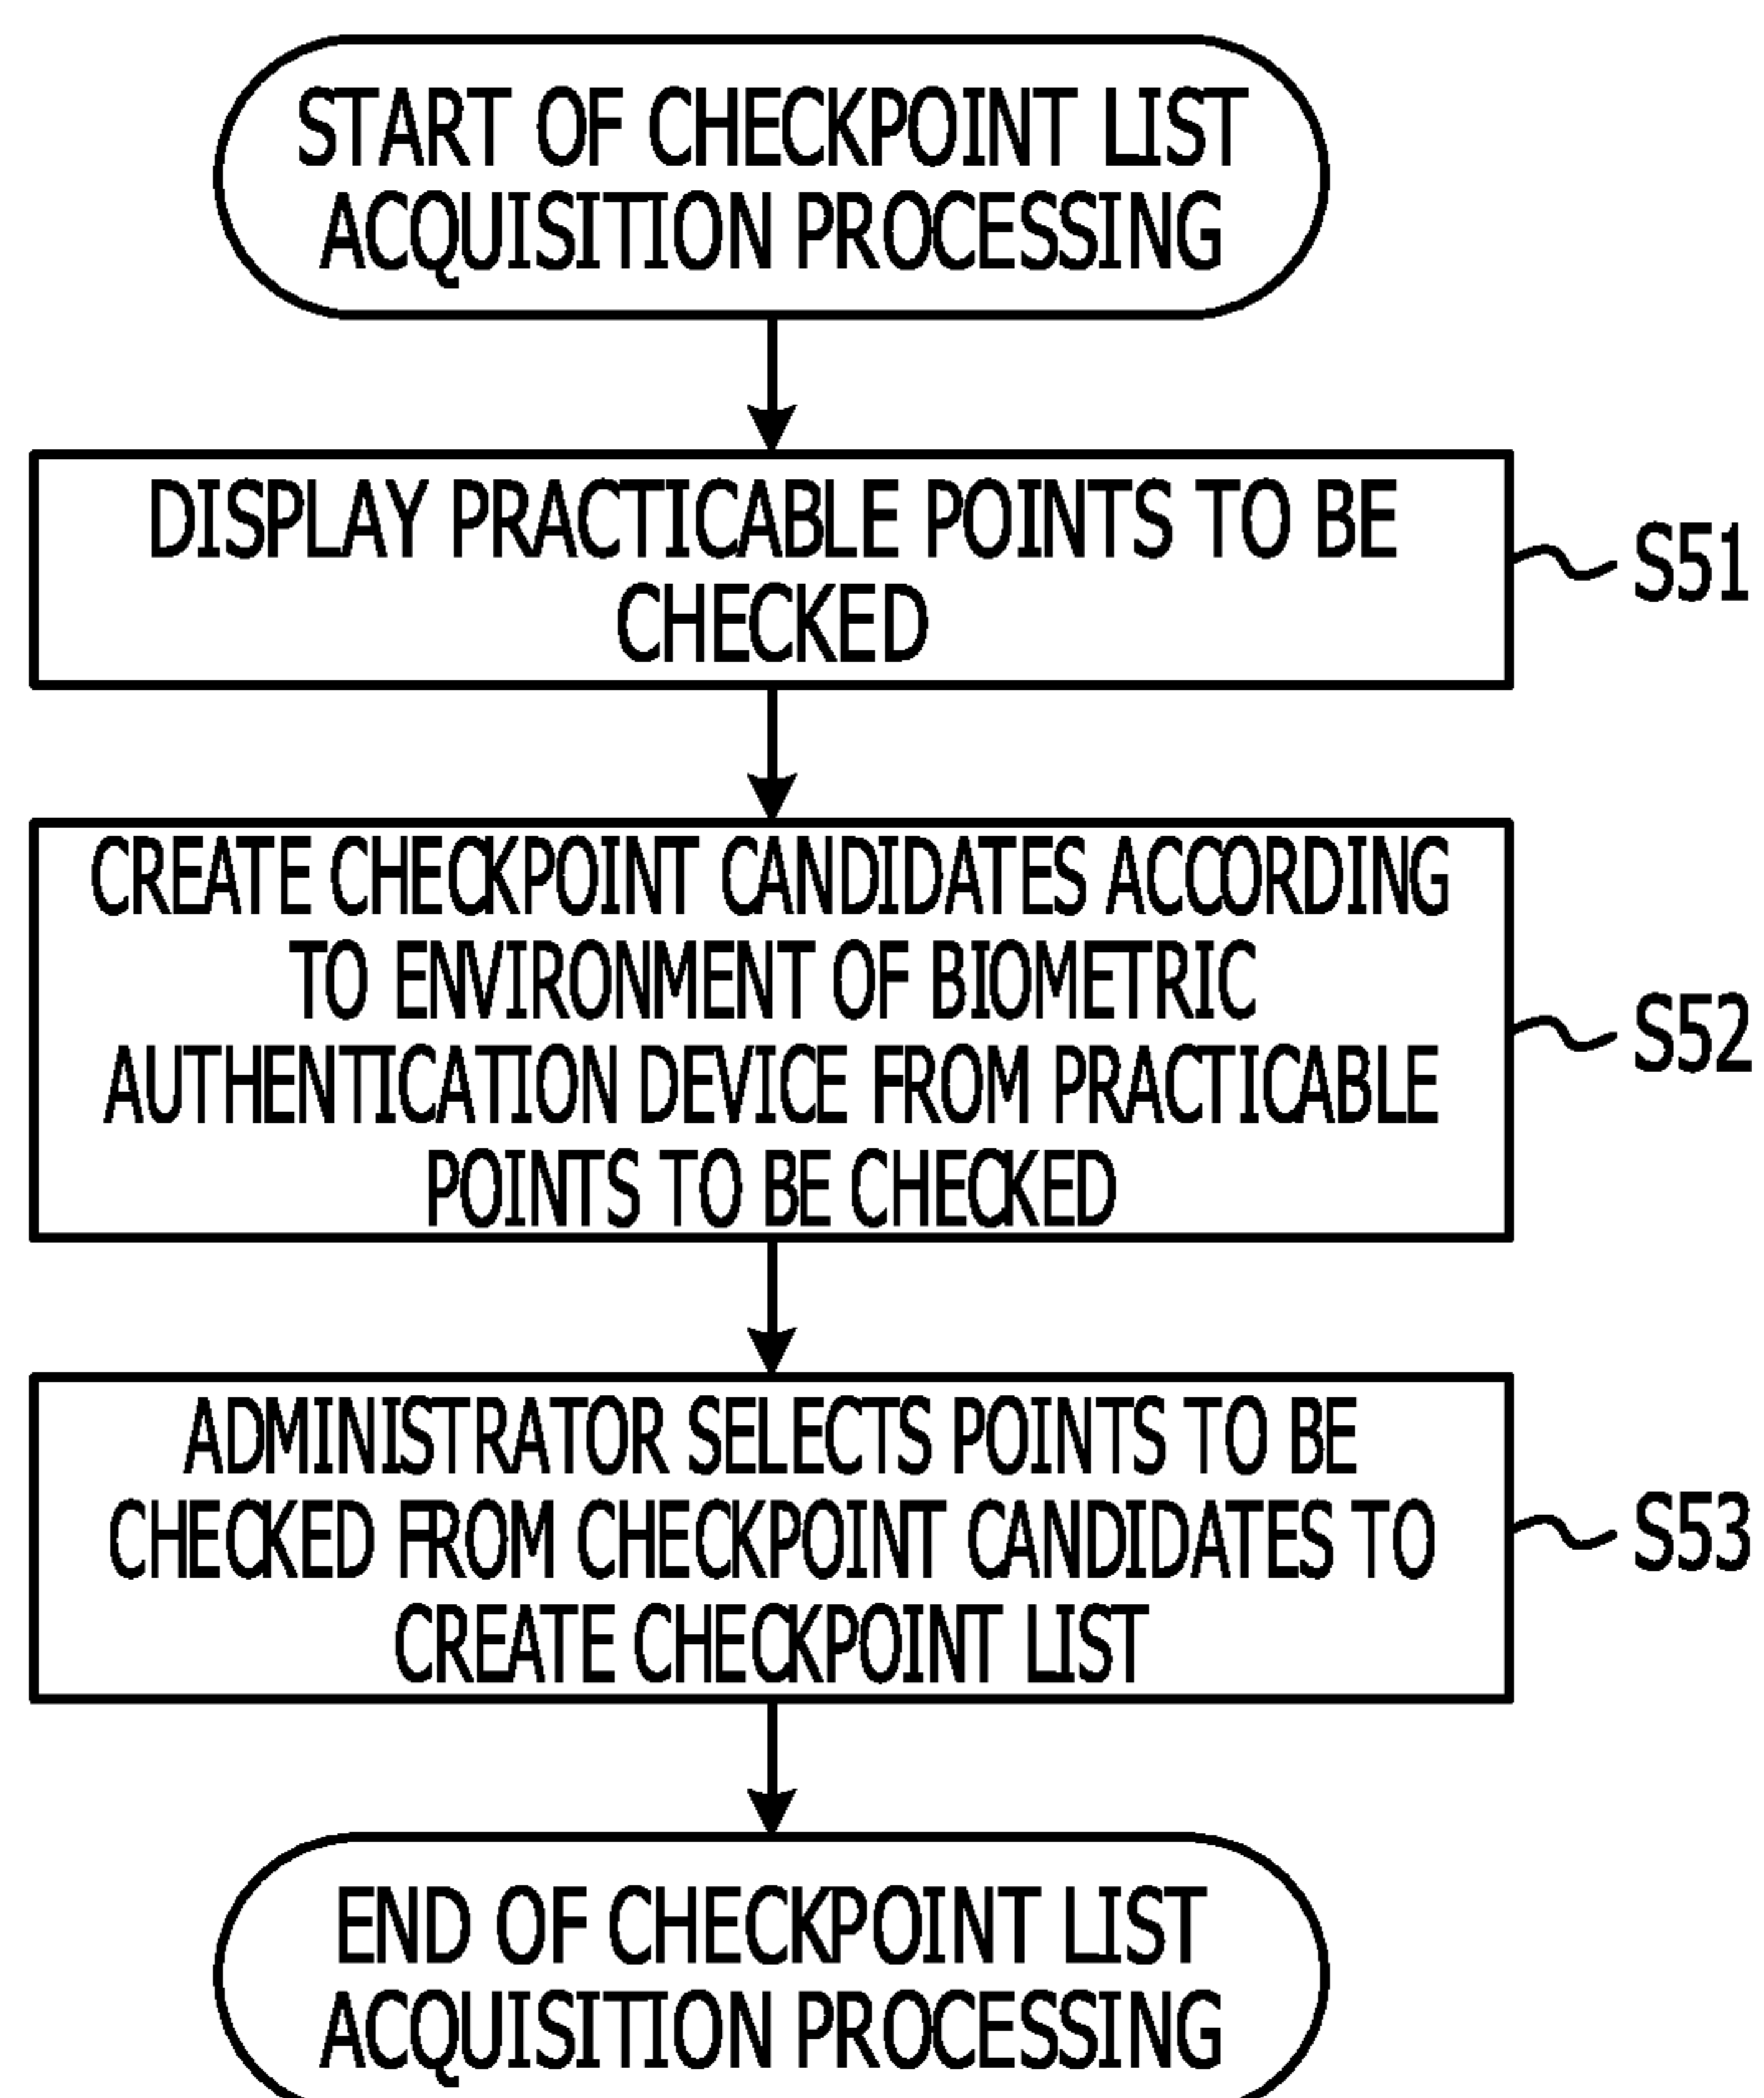 START OF CHECKPOINT LIST
ACQUISITION PROCESSING
DISPLAY PRACTICABLE POINTS TO BE
CHECKED
S51
CREATE CHECKPOINT CANDIDATES ACCORDING
TO ENVIRONMENT OF BIOMETRIC
AUTHENTICATION DEVICE FROM PRACTICABLE
POINTS TO BE CHECKED
S52
ADMINISTRATOR SELECTS POINTS TO BE
CHECKED FROM CHECKPOINT CANDIDATES TO
CREATE CHECKPOINT LIST
S53
END OF CHECKPOINT LIST
ACQUISITION PROCESSING